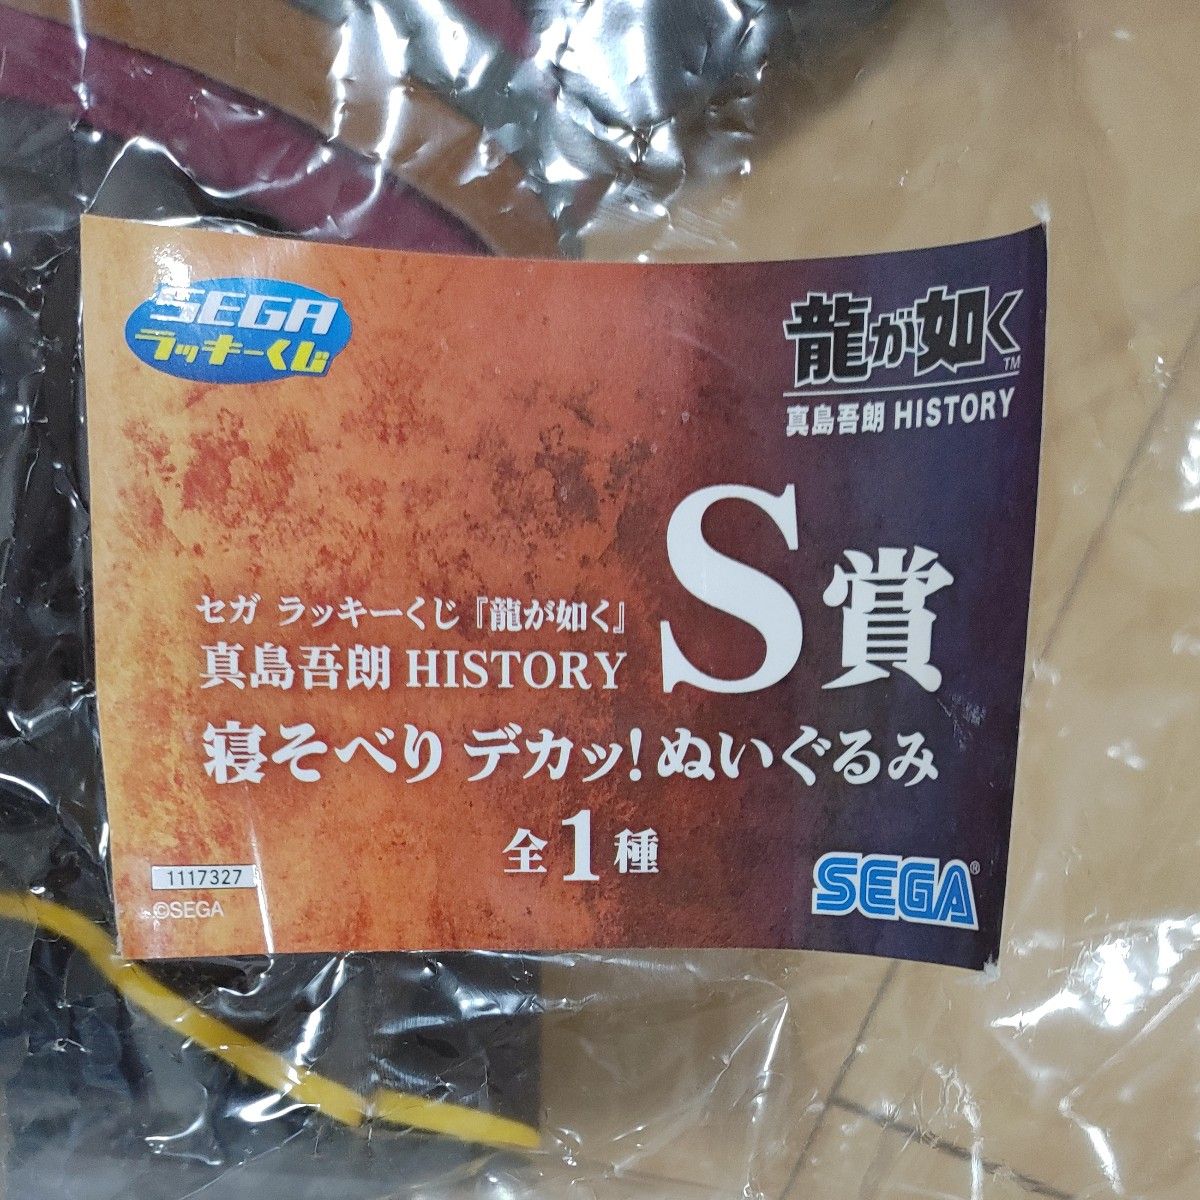 SEGA
ラッキーくじ
龍が如く™
真島吾朗 HISTORY
S賞
セガ ラッキーくじ『龍が如く』
真島吾朗 HISTORY
寝そべり デカッ!ぬいぐるみ
全1種
1117327
©SEGA
SEGA®